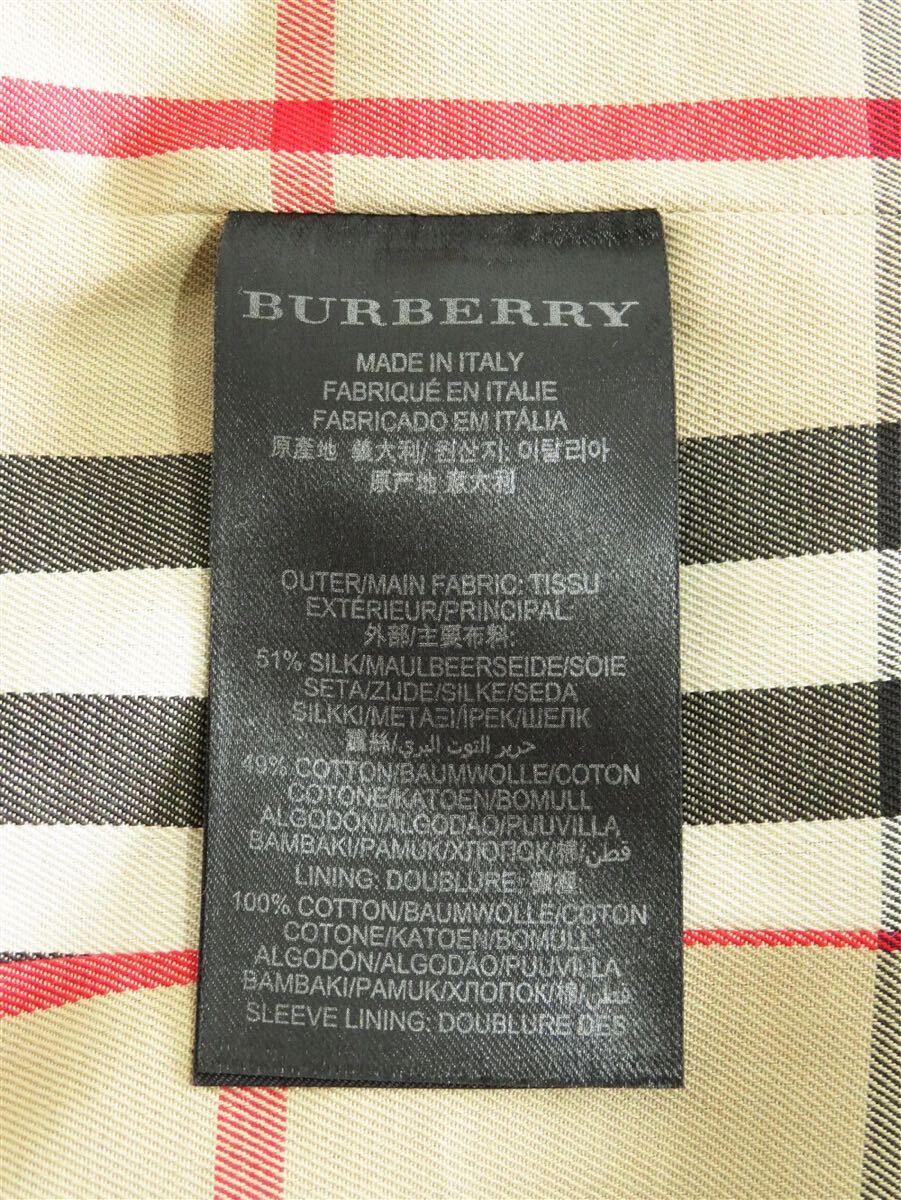 BURBERRY
MADE IN ITALY
FABRIQUÉ EN ITALIE
FABRICADO EM ITÁLIA
原產地 義大利/ 원산지: 이탈리아
原产地 意大利
OUTER/MAIN FABRIC: TISSU
EXTÉRIEUR/PRINCIPAL:
外部/主要布料:
51% SILK/MAULBEERSEIDE/SOIE
SETA/ZIJDE/SILKE/SEDA
SILKKI/ΜΕΤΑΞΙ/İPEK/ШЕЛК
蠶絲/حرير التوت البري
49% COTTON/BAUMWOLLE/COTON
COTONE/KATOEN/BOMULL
ALGODÓN/ALGODÃO/PUUVILLA
BAMBAKI/PAMUK/ХЛОПОК/棉/قطن
LINING: DOUBLURE:
100% COTTON/BAUMWOLLE/COTON
COTONE/KATOEN/BOMULL
ALGODÓN/ALGODÃO/PUUVILLA
BAMBAKI/PAMUK/ХЛОПОК/棉/قطن
SLEEVE LINING: DOUBLURE DES